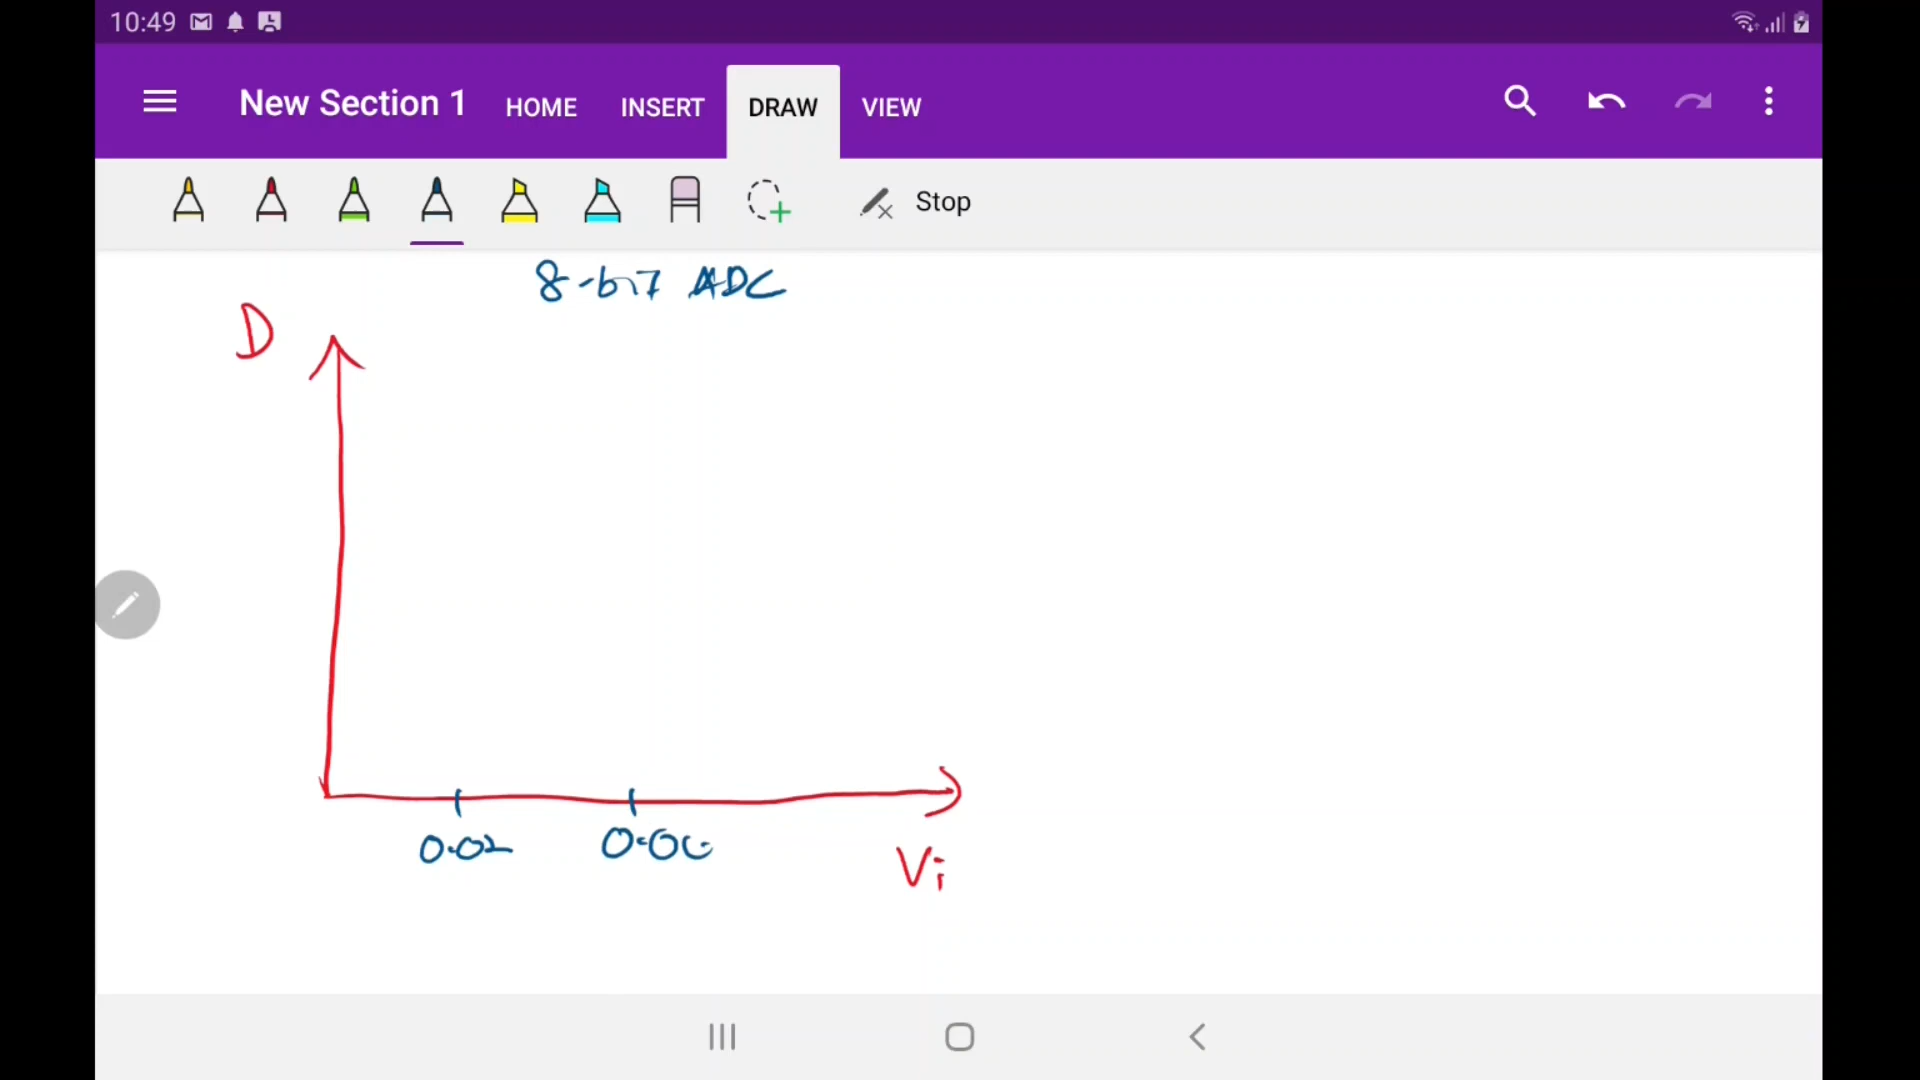 10:49
New Section 1 HOME INSERT DRAW VIEW
Stop
8-bit ADC
D
0.02 0.06
Vi